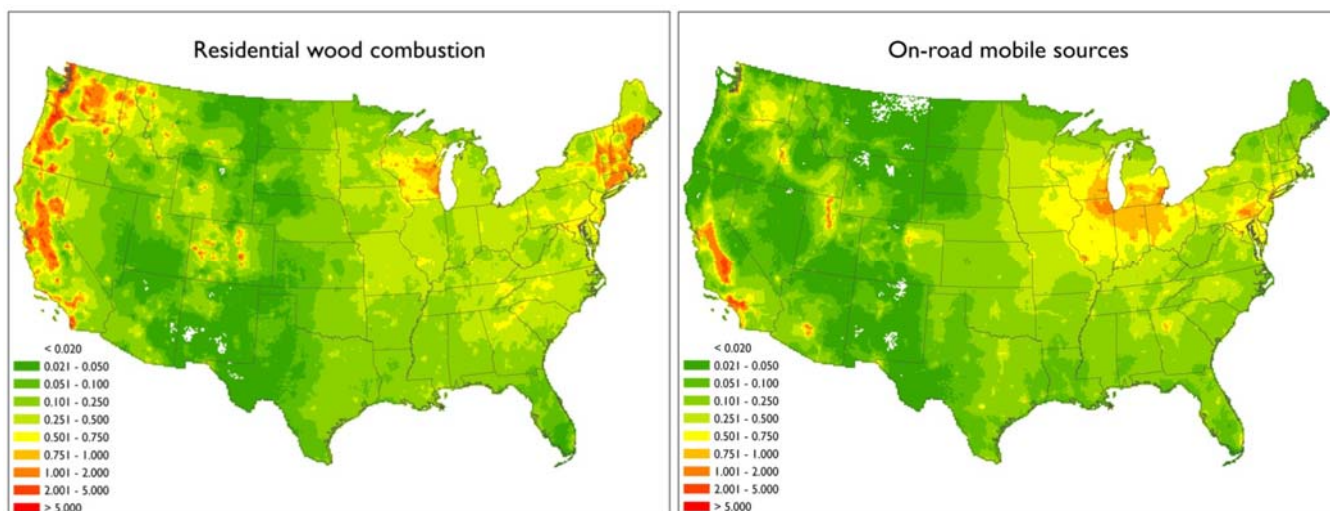 Residential wood combustion
< 0.020
0.021 - 0.050
0.051 - 0.100
0.101 - 0.250
0.251 - 0.500
0.501 - 0.750
0.751 - 1.000
1.001 - 2.000
2.001 - 5.000
> 5.000
On-road mobile sources
< 0.020
0.021 - 0.050
0.051 - 0.100
0.101 - 0.250
0.251 - 0.500
0.501 - 0.750
0.751 - 1.000
1.001 - 2.000
2.001 - 5.000
> 5.000